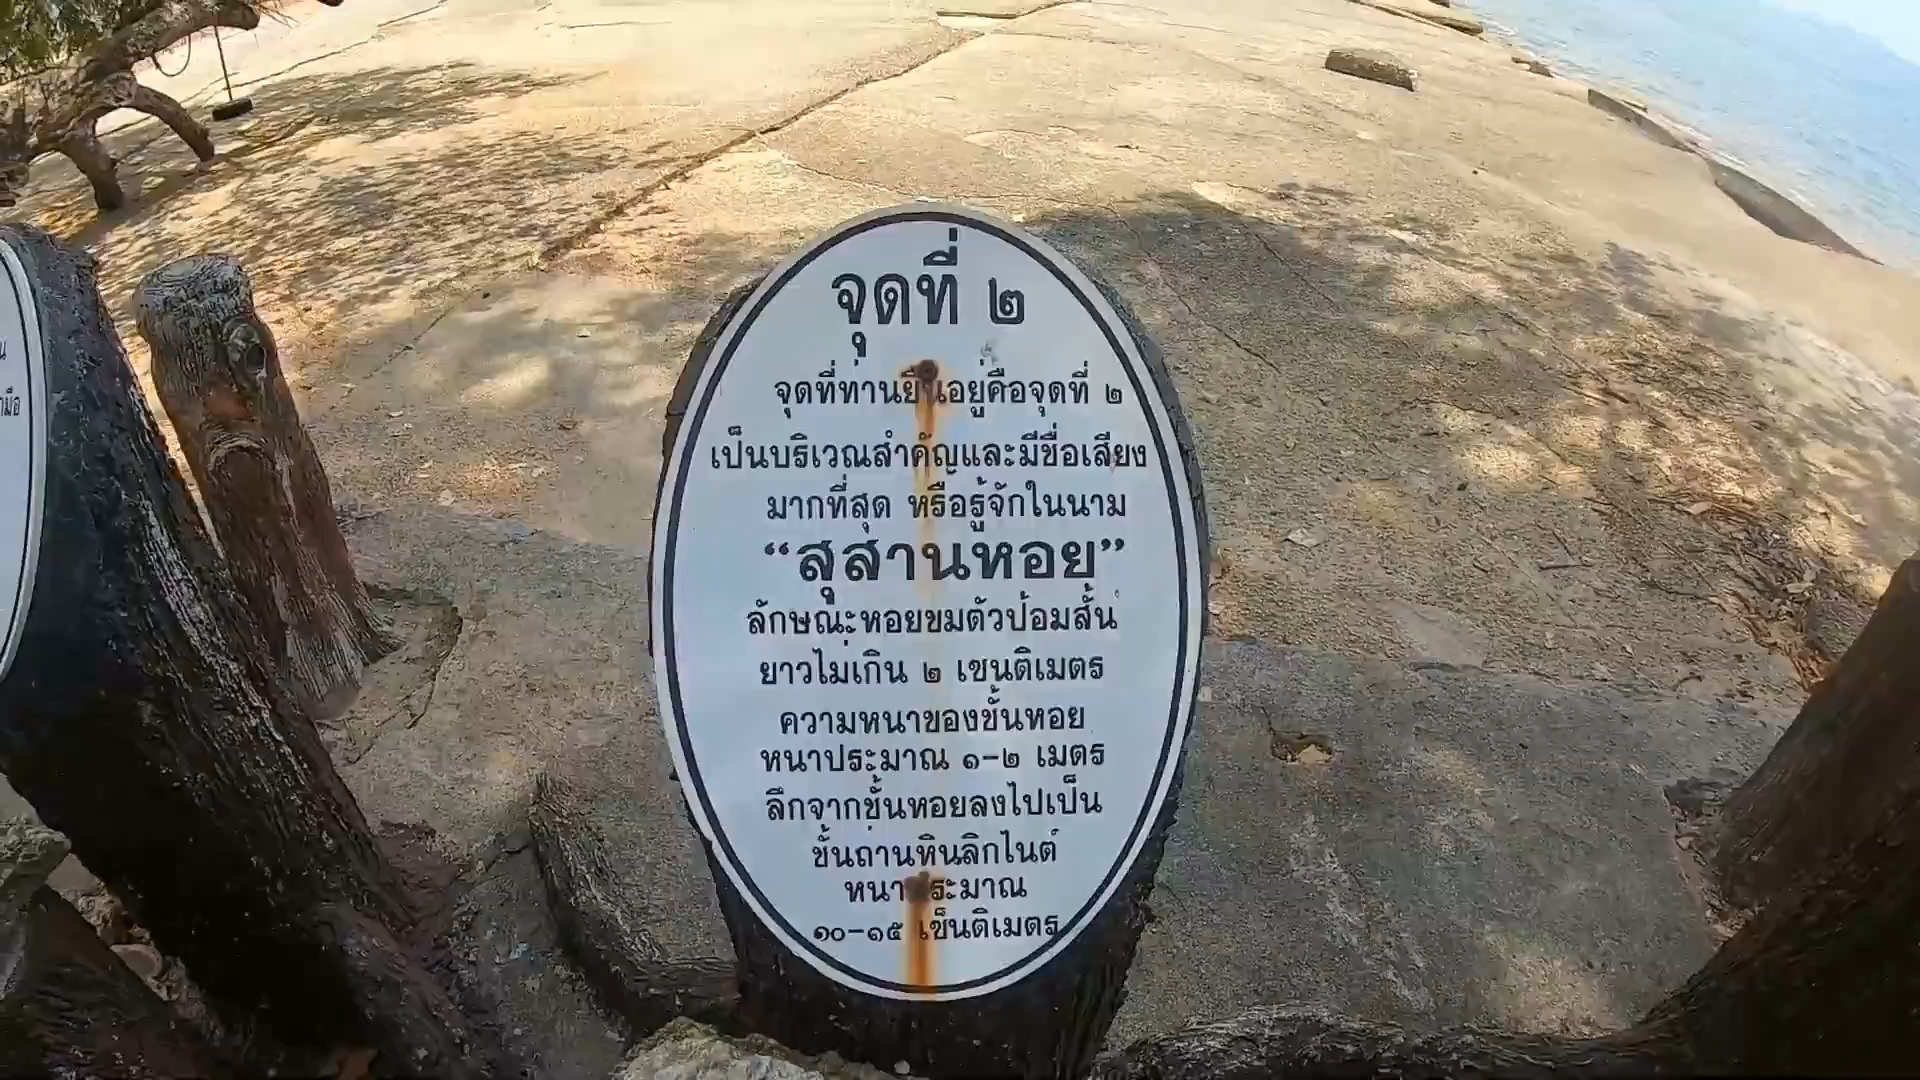 จุดที่ ๒
จุดที่ท่านยืนอยู่คือจุดที่ ๒
เป็นบริเวณสำคัญและมีชื่อเสียง
มากที่สุด หรือรู้จักในนาม
“สุสานหอย”
ลักษณะหอยขมตัวป้อมสั้น
ยาวไม่เกิน ๒ เซนติเมตร
ความหนาของชั้นหอย
หนาประมาณ ๑-๒ เมตร
ลึกจากชั้นหอยลงไปเป็น
ชั้นถ่านหินลิกไนต์
หนาประมาณ
๑๐-๑๕ เซ็นติเมตร